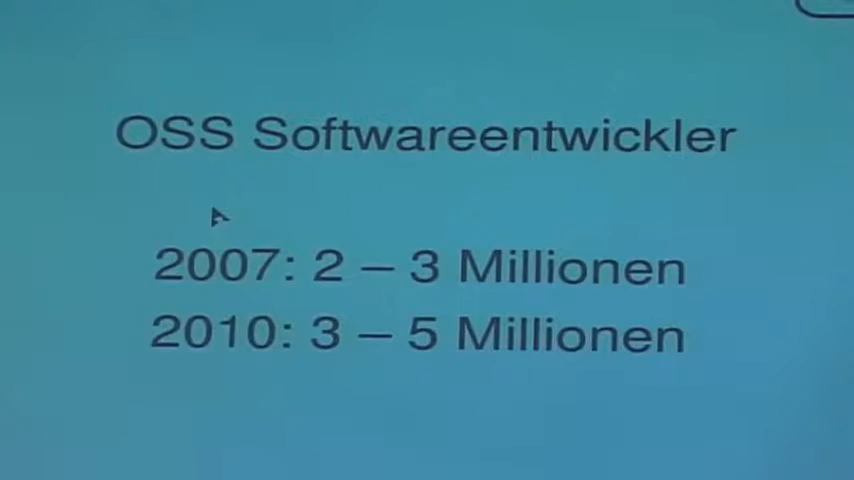 OSS Softwareentwickler
2007: 2 – 3 Millionen
2010: 3 – 5 Millionen